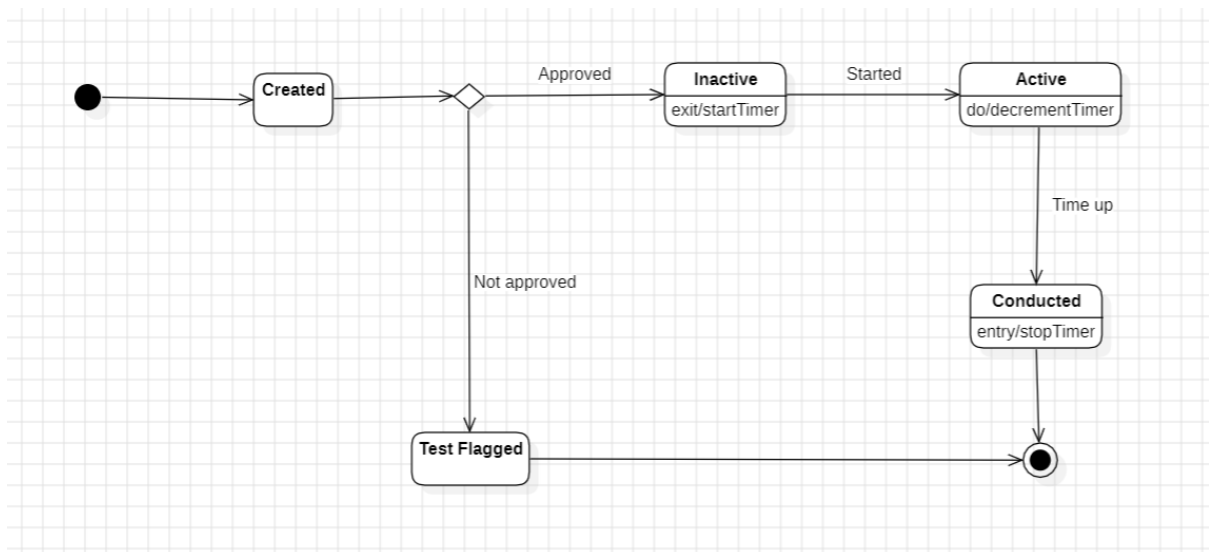 Approved
Inactive
Started
Active
Created
exit/startTimer
do/decrementTimer
Time up
Not approved
Conducted
entry/stopTimer
Test Flagged